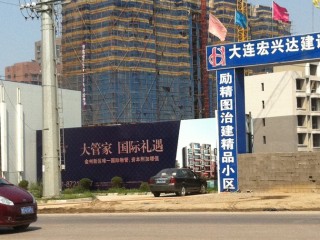 大连宏兴达建设
励精图治建精品小区
大管家 国际礼遇